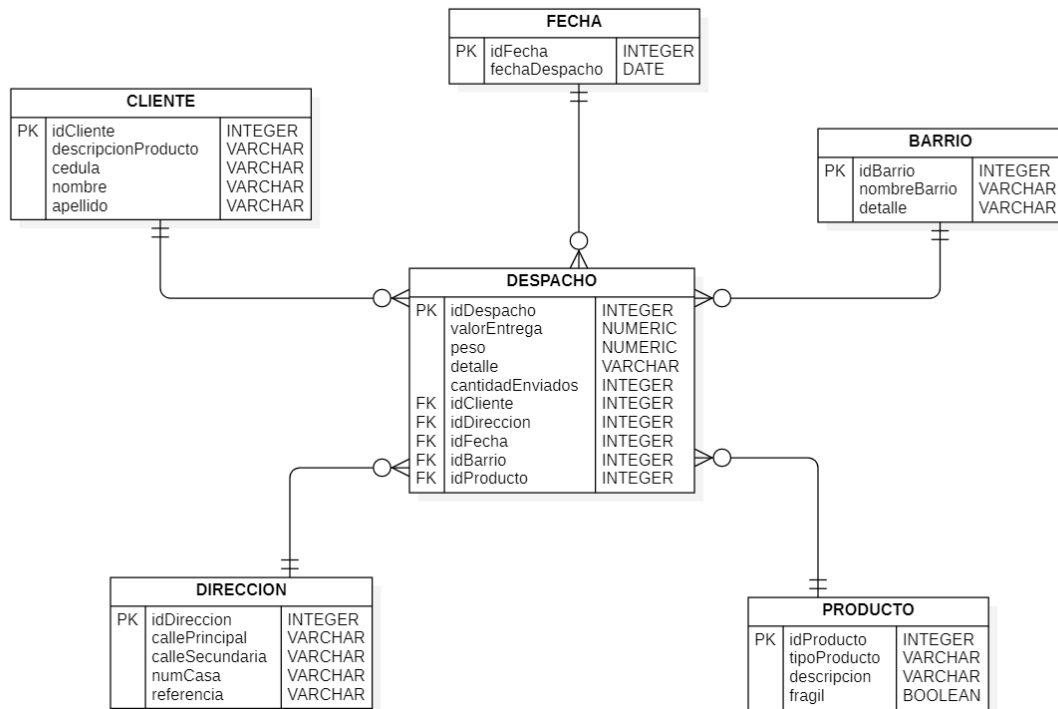 FECHA
PK idFecha INTEGER
fechaDespacho DATE
CLIENTE
PK idCliente INTEGER
descripcionProducto VARCHAR
cedula VARCHAR
nombre VARCHAR
apellido VARCHAR
BARRIO
PK idBarrio INTEGER
nombreBarrio VARCHAR
detalle VARCHAR
DESPACHO
PK idDespacho INTEGER
valorEntrega NUMERIC
peso NUMERIC
detalle VARCHAR
cantidadEnviados INTEGER
FK idCliente INTEGER
FK idDireccion INTEGER
FK idFecha INTEGER
FK idBarrio INTEGER
FK idProducto INTEGER
DIRECCION
PK idDireccion INTEGER
callePrincipal VARCHAR
calleSecundaria VARCHAR
numCasa VARCHAR
referencia VARCHAR
PRODUCTO
PK idProducto INTEGER
tipoProducto VARCHAR
descripcion VARCHAR
fragil BOOLEAN